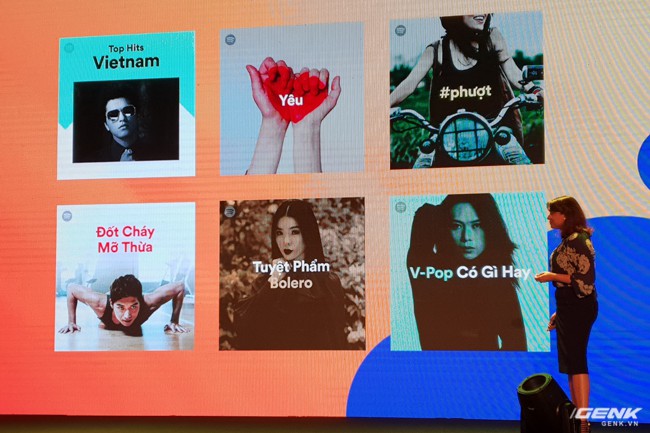 Top Hits
Vietnam
Yêu
#phượt
Đốt Cháy
Mỡ Thừa
Tuyệt Phẩm
Bolero
V-Pop Có Gì Hay
GENK
GENK.VN